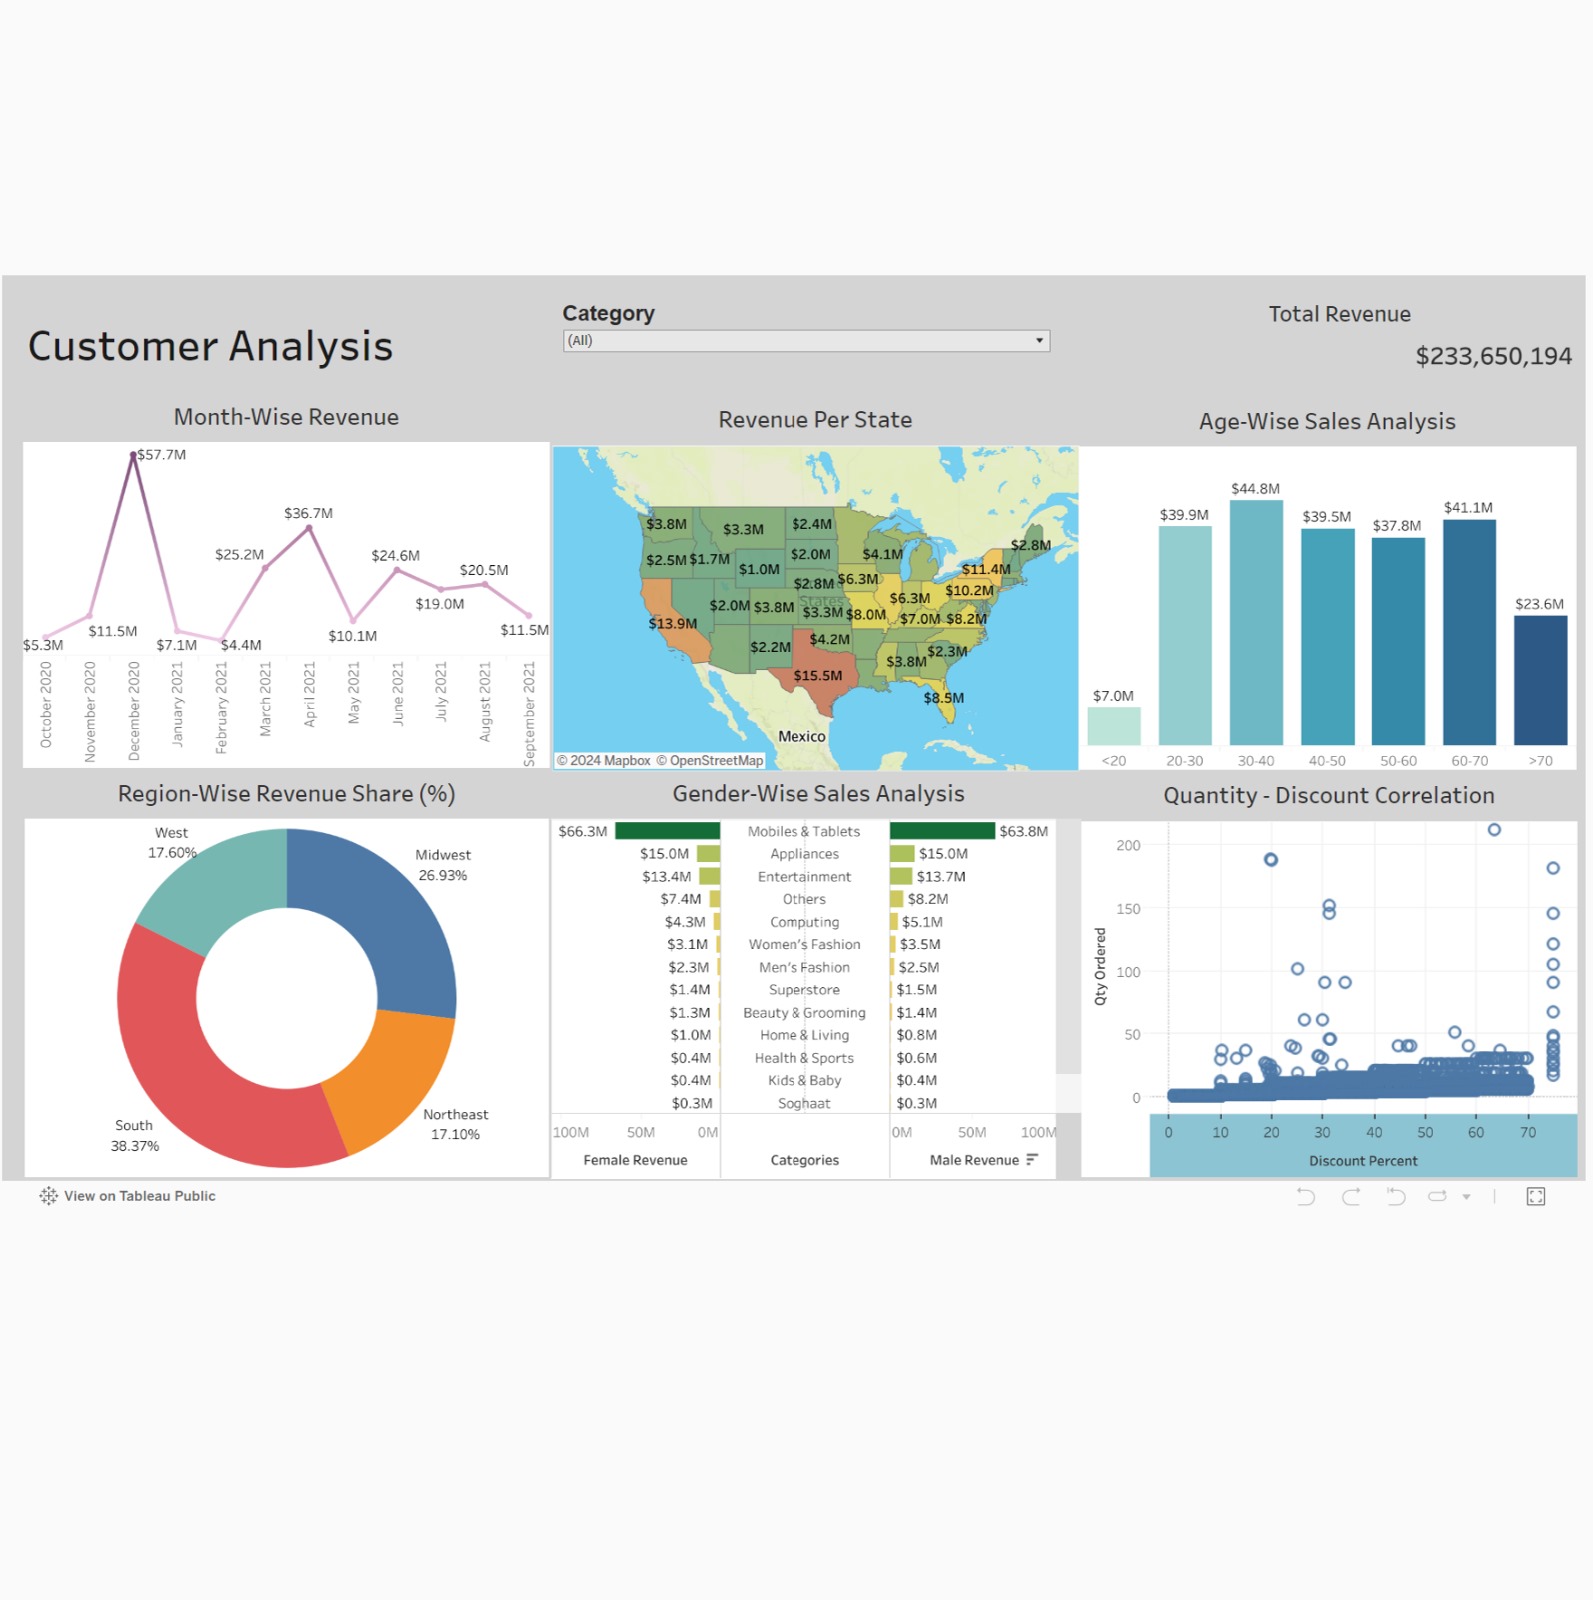 Customer Analysis
Category
(All)
Total Revenue
$233,650,194
Month-Wise Revenue
$57.7M
$36.7M
$25.2M
$24.6M
$20.5M
$19.0M
$11.5M
$11.5M
$10.1M
$5.3M
$7.1M
$4.4M
October 2020
November 2020
December 2020
January 2021
February 2021
March 2021
April 2021
May 2021
June 2021
July 2021
August 2021
September 2021
Revenue Per State
$3.8M $3.3M $2.4M
$2.8M
$2.5M $1.7M $1.0M $2.0M $4.1M
$11.4M
$2.8M $6.3M $10.2M
States
$2.0M $3.8M $3.3M $8.0M $6.3M
$13.9M $7.0M $8.2M
$2.2M $4.2M $3.8M $2.3M
$15.5M
$8.5M
Mexico
© 2024 Mapbox © OpenStreetMap
Age-Wise Sales Analysis
$7.0M $39.9M $44.8M $39.5M $37.8M $41.1M $23.6M
<20 20-30 30-40 40-50 50-60 60-70 >70
Region-Wise Revenue Share (%)
West
17.60%
Midwest
26.93%
South
38.37%
Northeast
17.10%
Gender-Wise Sales Analysis
$66.3M Mobiles & Tablets $63.8M
$15.0M Appliances $15.0M
$13.4M Entertainment $13.7M
$7.4M Others $8.2M
$4.3M Computing $5.1M
$3.1M Women's Fashion $3.5M
$2.3M Men's Fashion $2.5M
$1.4M Superstore $1.5M
$1.3M Beauty & Grooming $1.4M
$1.0M Home & Living $0.8M
$0.4M Health & Sports $0.6M
$0.4M Kids & Baby $0.4M
$0.3M Soghaat $0.3M
100M 50M 0M 0M 50M 100M
Female Revenue Categories Male Revenue
Quantity - Discount Correlation
Qty Ordered
200
150
100
50
0
0 10 20 30 40 50 60 70
Discount Percent
View on Tableau Public